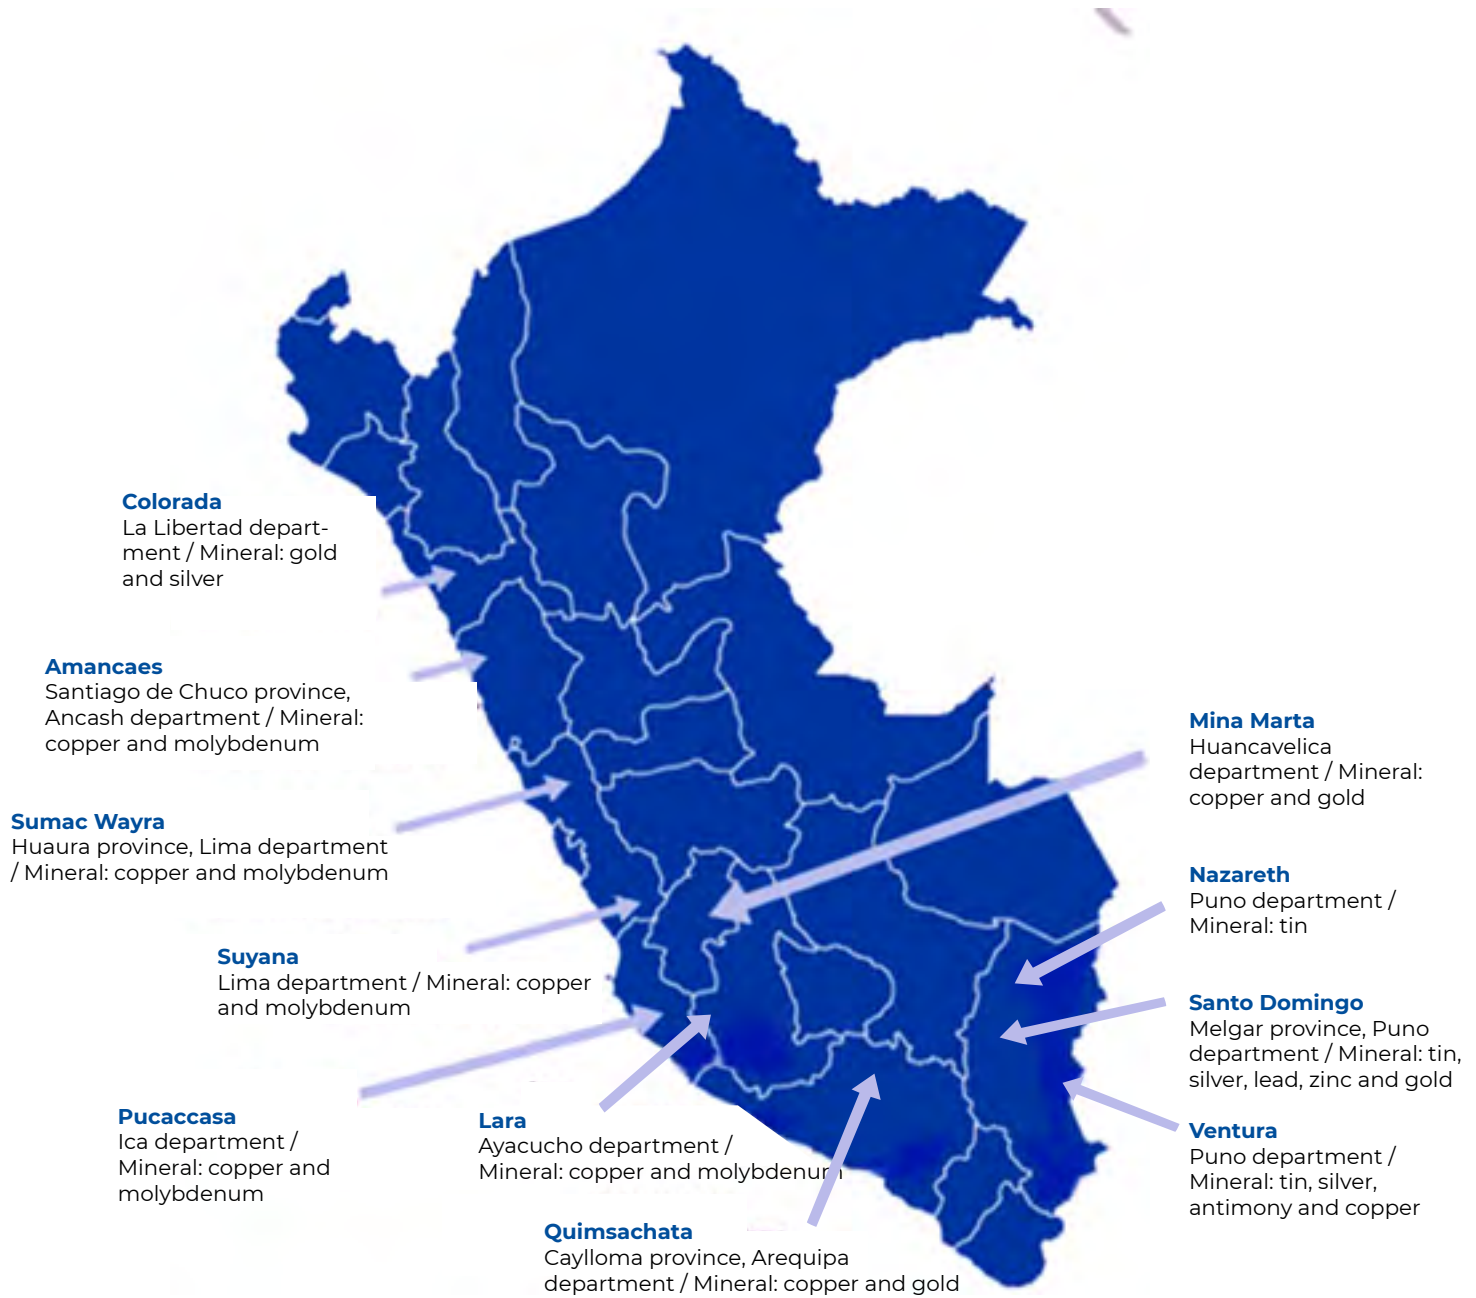 Colorada
La Libertad depart-
ment / Mineral: gold
and silver
Amancaes
Santiago de Chuco province,
Ancash department / Mineral:
copper and molybdenum
Sumac Wayra
Huaura province, Lima department
/ Mineral: copper and molybdenum
Suyana
Lima department / Mineral: copper
and molybdenum
Pucaccasa
Ica department /
Mineral: copper and
molybdenum
Lara
Ayacucho department /
Mineral: copper and molybdenum
Quimsachata
Caylloma province, Arequipa
department / Mineral: copper and gold
Mina Marta
Huancavelica
department / Mineral:
copper and gold
Nazareth
Puno department /
Mineral: tin
Santo Domingo
Melgar province, Puno
department / Mineral: tin,
silver, lead, zinc and gold
Ventura
Puno department /
Mineral: tin, silver,
antimony and copper